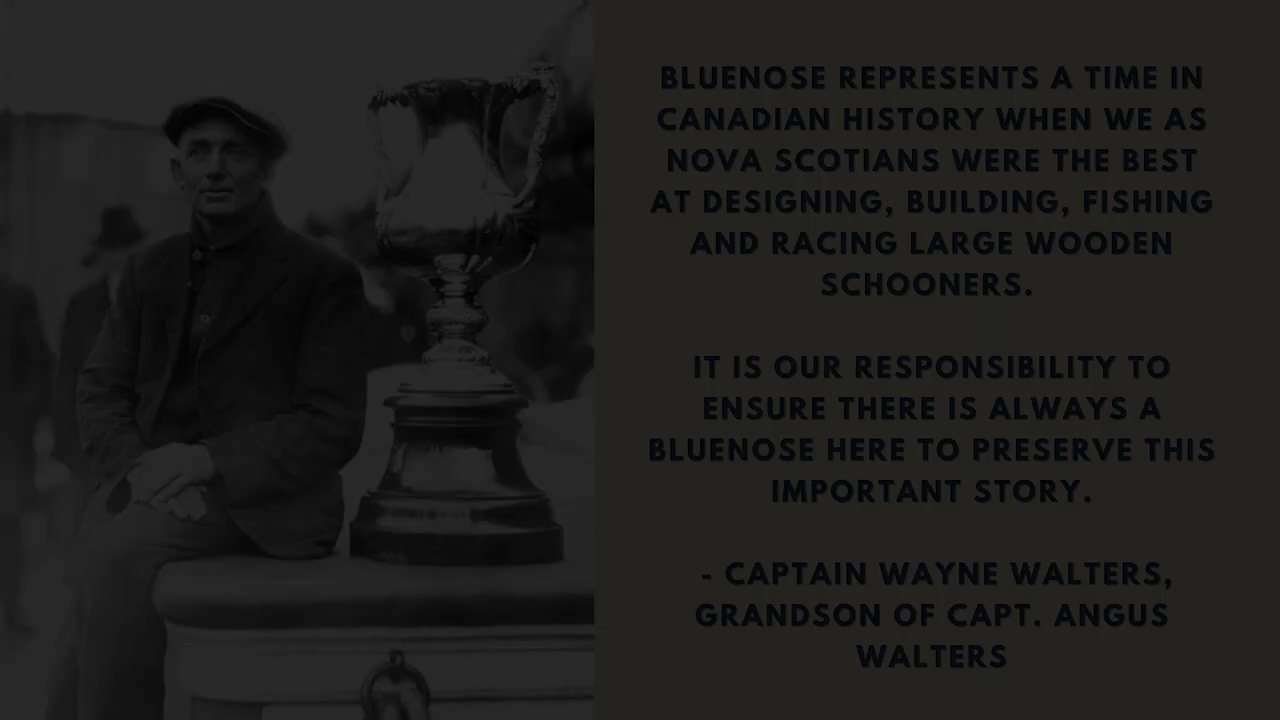 BLUENOSE REPRESENTS A TIME IN
CANADIAN HISTORY WHEN WE AS
NOVA SCOTIANS WERE THE BEST
AT DESIGNING, BUILDING, FISHING
AND RACING LARGE WOODEN
SCHOONERS.
IT IS OUR RESPONSIBILITY TO
ENSURE THERE IS ALWAYS A
BLUENOSE HERE TO PRESERVE THIS
IMPORTANT STORY.
- CAPTAIN WAYNE WALTERS,
GRANDSON OF CAPT. ANGUS
WALTERS